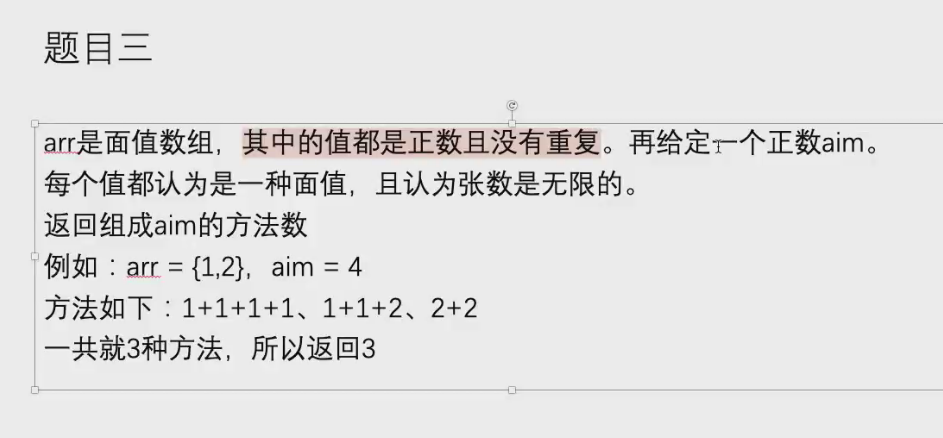 题目三
arr是面值数组，其中的值都是正数且没有重复。再给定一个正数aim。
每个值都认为是一种面值，且认为张数是无限的。
返回组成aim的方法数
例如：arr = {1,2}，aim = 4
方法如下：1+1+1+1、1+1+2、2+2
一共就3种方法，所以返回3